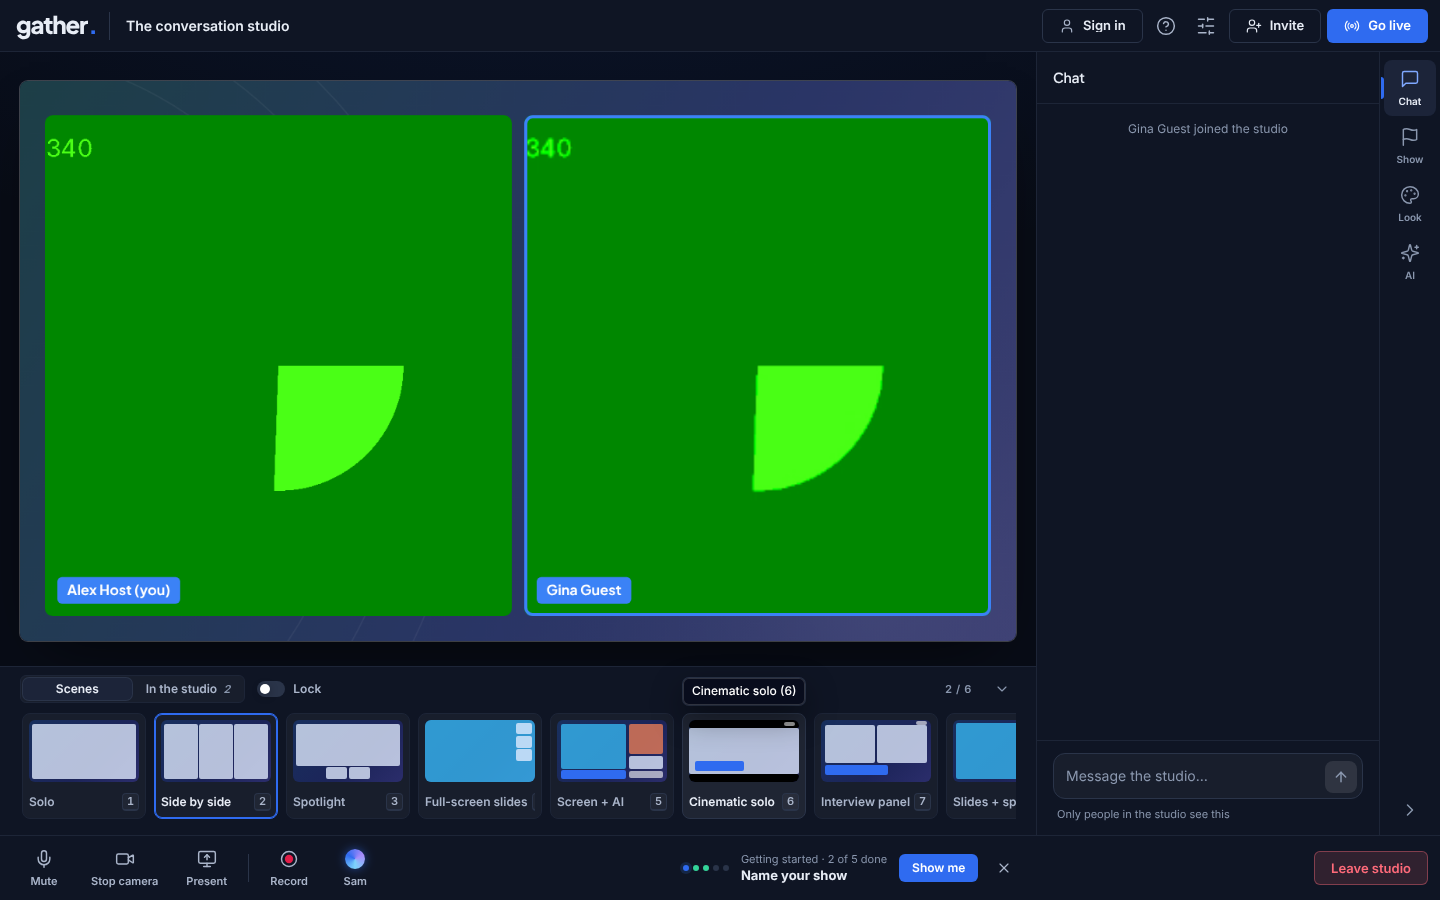 gather.
The conversation studio
Sign in
Invite
Go live
340
340
Alex Host (you)
Gina Guest
Chat
Gina Guest joined the studio
Chat
Show
Look
AI
Scenes
In the studio 2
Lock
Cinematic solo (6)
2 / 6
Solo 1
Side by side 2
Spotlight 3
Full-screen slides
Screen + AI 5
Cinematic solo 6
Interview panel 7
Slides + sp
Message the studio...
Only people in the studio see this
Mute
Stop camera
Present
Record
Sam
Getting started · 2 of 5 done
Name your show
Show me
Leave studio